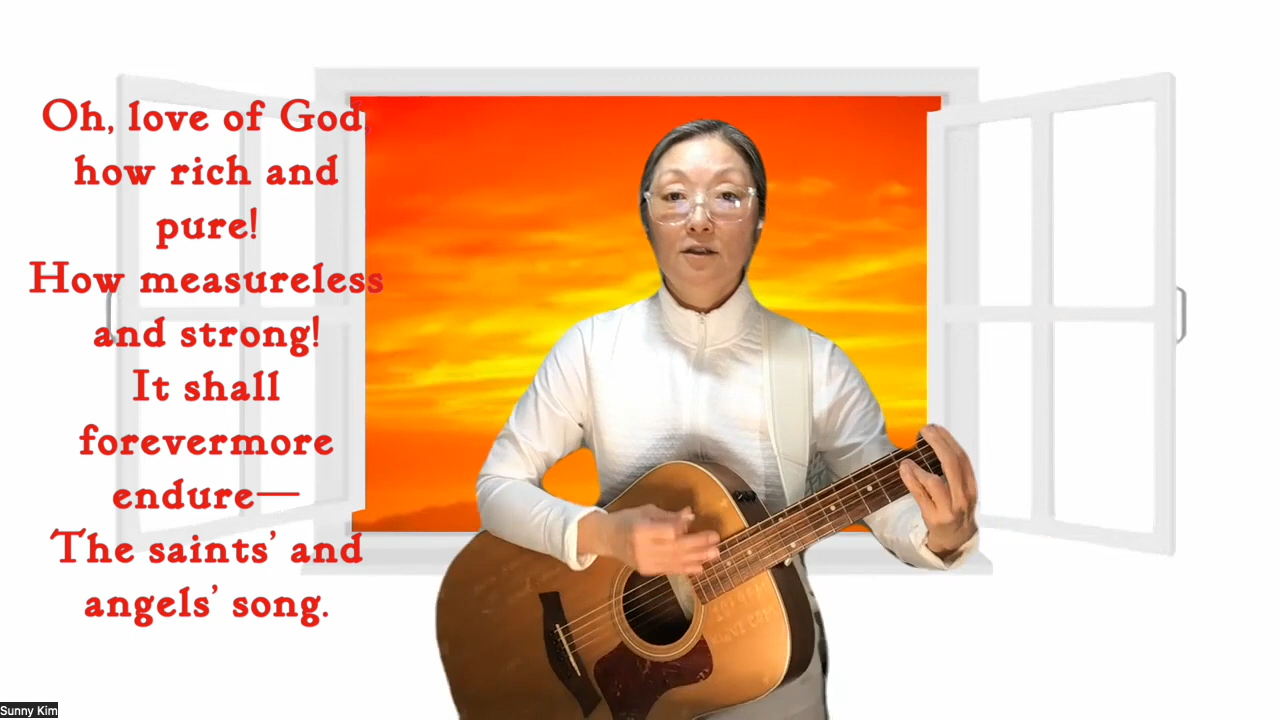 Oh, love of God,
how rich and
pure!
How measureless
and strong!
It shall
forevermore
endure—
The saints’ and
angels’ song.
Sunny Kim